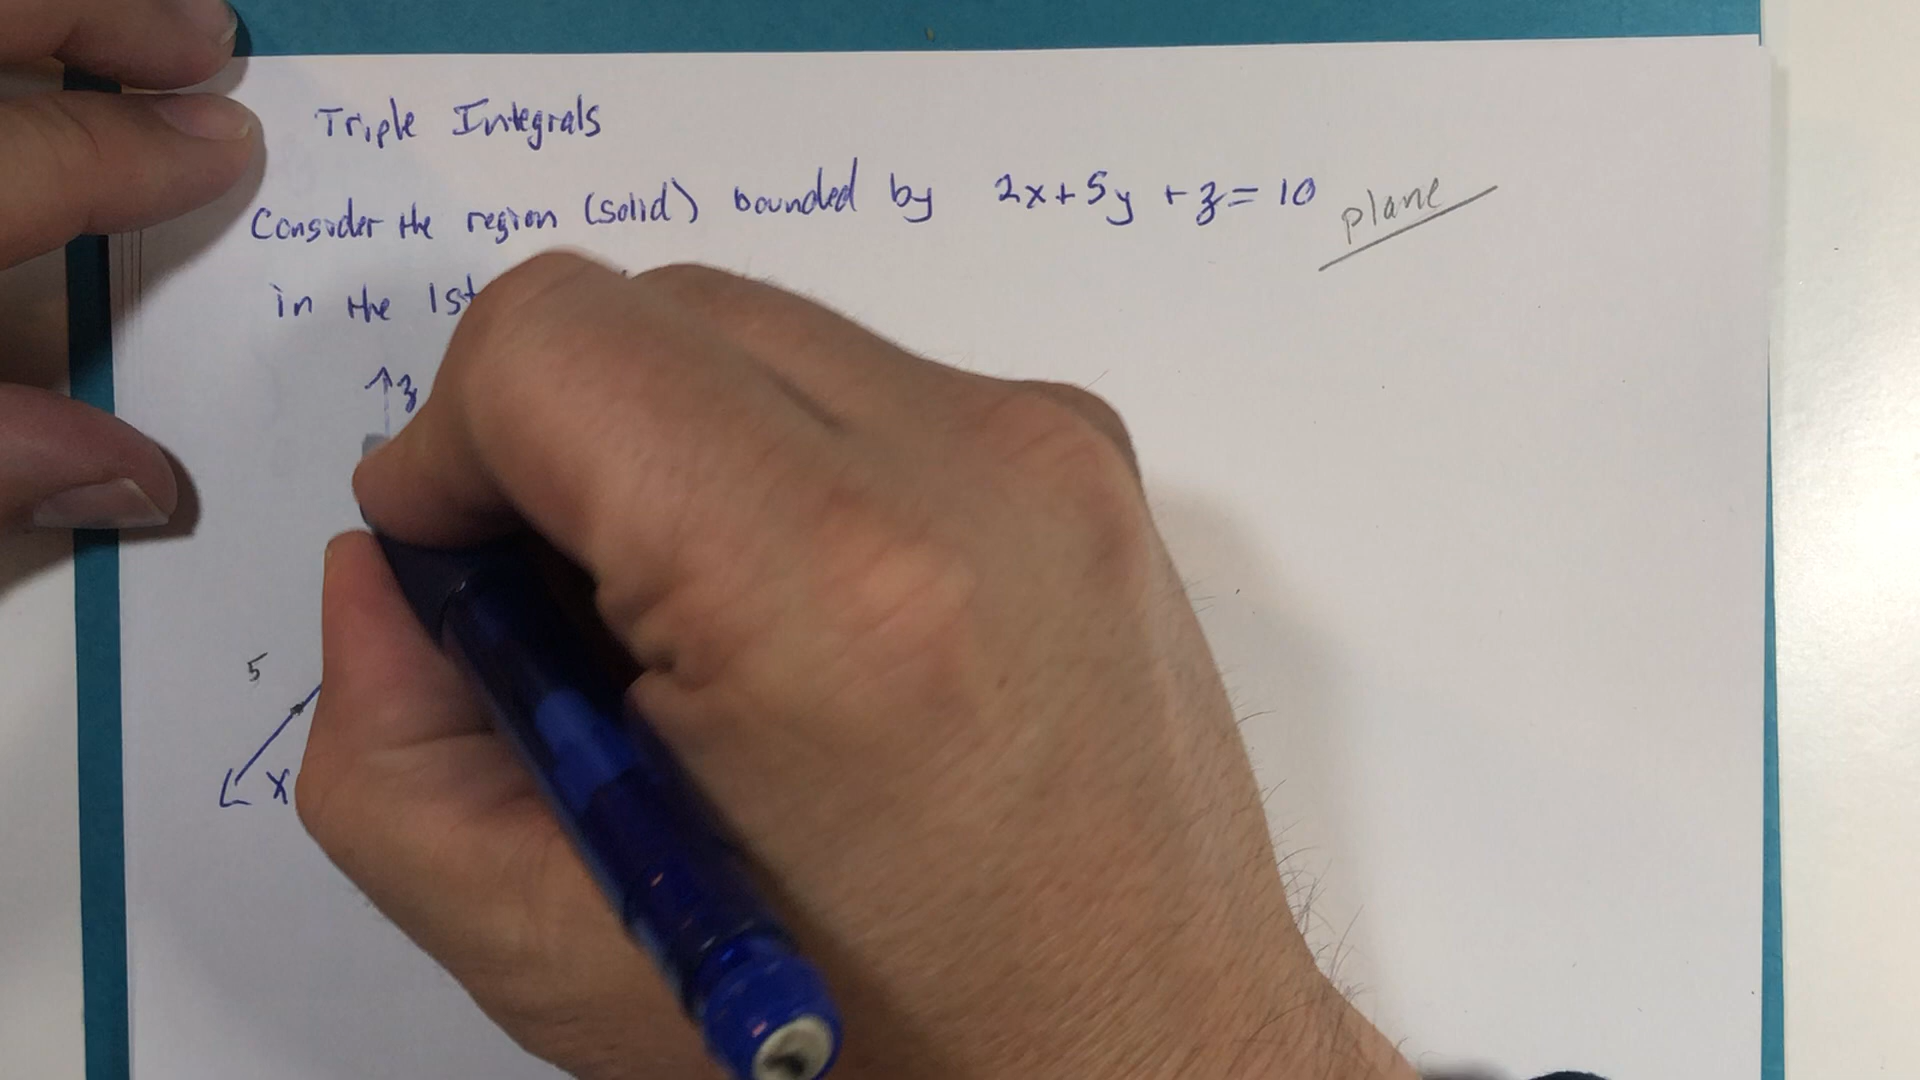 Triple Integrals
Consider the region (solid) bounded by 2x+5y+z=10 plane
in the 1st
z
5
x